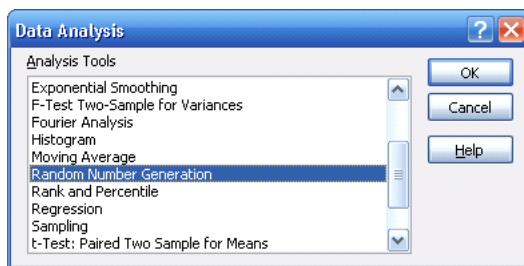 Data Analysis
Analysis Tools
Exponential Smoothing
F-Test Two-Sample for Variances
Fourier Analysis
Histogram
Moving Average
Random Number Generation
Rank and Percentile
Regression
Sampling
t-Test: Paired Two Sample for Means
OK
Cancel
Help